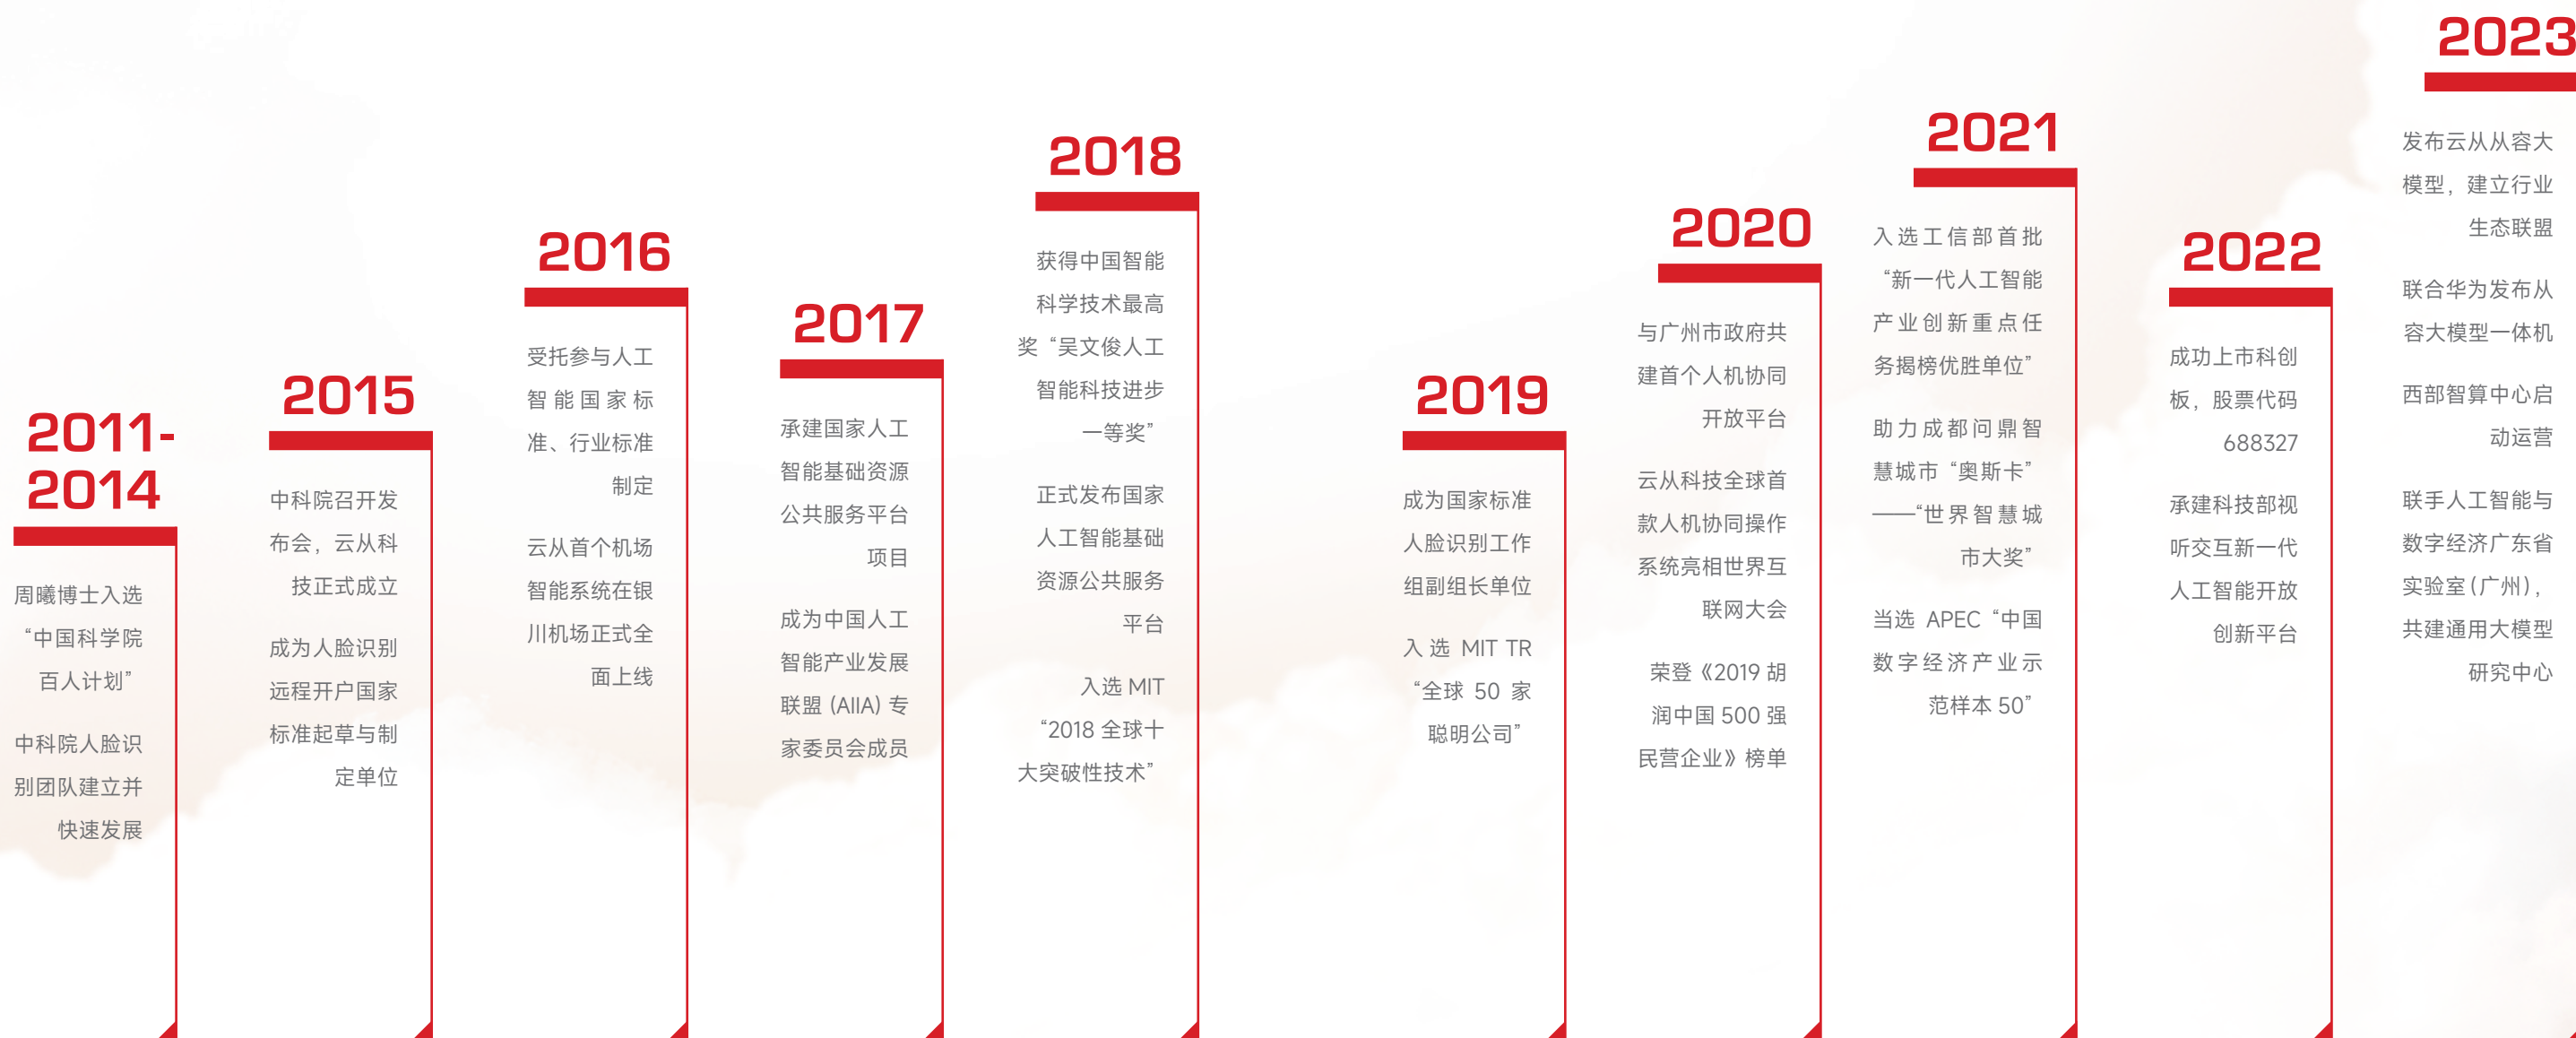 2011-
2014
周曦博士入选
“中国科学院
百人计划”
中科院人脸识
别团队建立并
快速发展
2015
中科院召开发
布会，云从科
技正式成立
成为人脸识别
远程开户国家
标准起草与制
定单位
2016
受托参与人工
智能国家标
准、行业标准
制定
云从首个机场
智能系统在银
川机场正式全
面上线
2017
承建国家人工
智能基础资源
公共服务平台
项目
成为中国人工
智能产业发展
联盟 (AIIA) 专
家委员会成员
2018
获得中国智能
科学技术最高
奖“吴文俊人工
智能科技进步
一等奖”
正式发布国家
人工智能基础
资源公共服务
平台
入选 MIT
“2018 全球十
大突破性技术”
2019
成为国家标准
人脸识别工作
组副组长单位
入选 MIT TR
“全球 50 家
聪明公司”
2020
与广州市政府共
建首个人机协同
开放平台
云从科技全球首
款人机协同操作
系统亮相世界互
联网大会
荣登《2019 胡
润中国 500 强
民营企业》榜单
2021
入选工信部首批
“新一代人工智能
产业创新重点任
务揭榜优胜单位”
助力成都问鼎智
慧城市“奥斯卡”
——“世界智慧城
市大奖”
当选 APEC “中国
数字经济产业示
范样本 50”
2022
成功上市科创
板，股票代码
688327
承建科技部视
听交互新一代
人工智能开放
创新平台
2023
发布云从从容大
模型，建立行业
生态联盟
联合华为发布从
容大模型一体机
西部智算中心启
动运营
联手人工智能与
数字经济广东省
实验室（广州），
共建通用大模型
研究中心